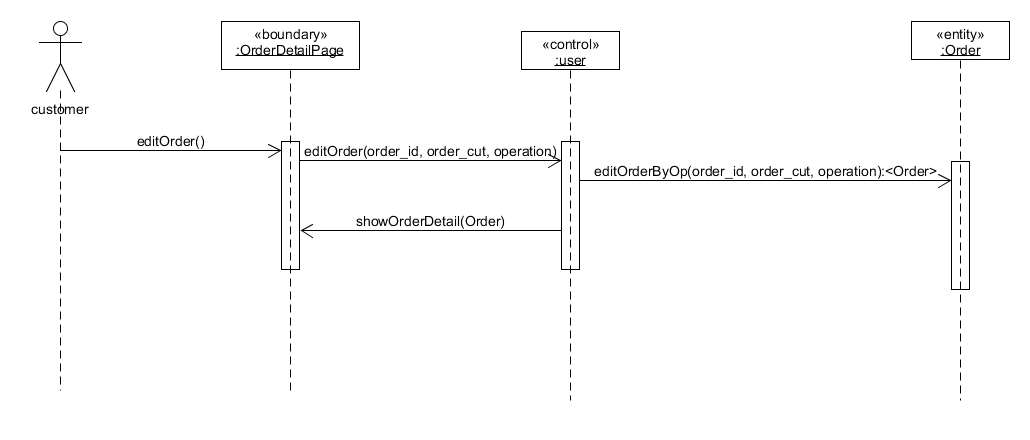 «boundary»
:OrderDetailPage
«control»
:user
«entity»
:Order
customer
editOrder()
editOrder(order_id, order_cut, operation)
editOrderByOp(order_id, order_cut, operation):<Order>
showOrderDetail(Order)